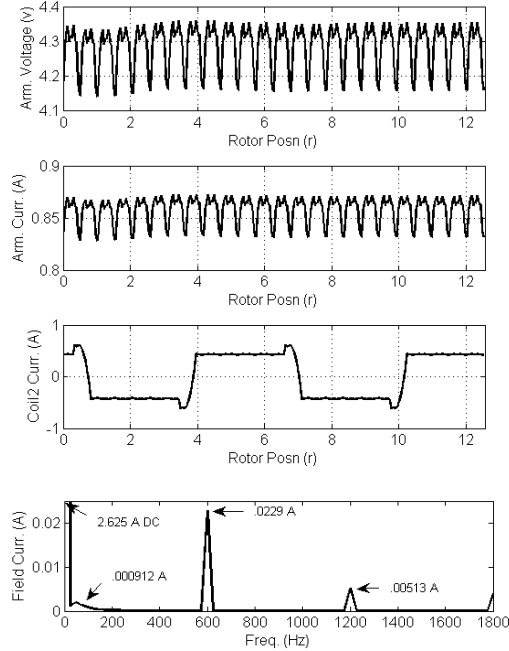 4.4
4.3
4.2
4.1
Arm. Voltage (v)
0 2 4 6 8 10 12
Rotor Posn (r)
0.9
0.85
0.8
Arm. Curr. (A)
0 2 4 6 8 10 12
Rotor Posn (r)
1
0
-1
Coil2 Curr. (A)
0 2 4 6 8 10 12
Rotor Posn (r)
0.02
0.01
0
Field Curr. (A)
2.625 A DC
.000912 A
.0229 A
.00513 A
0 200 400 600 800 1000 1200 1400 1600 1800
Freq. (Hz)